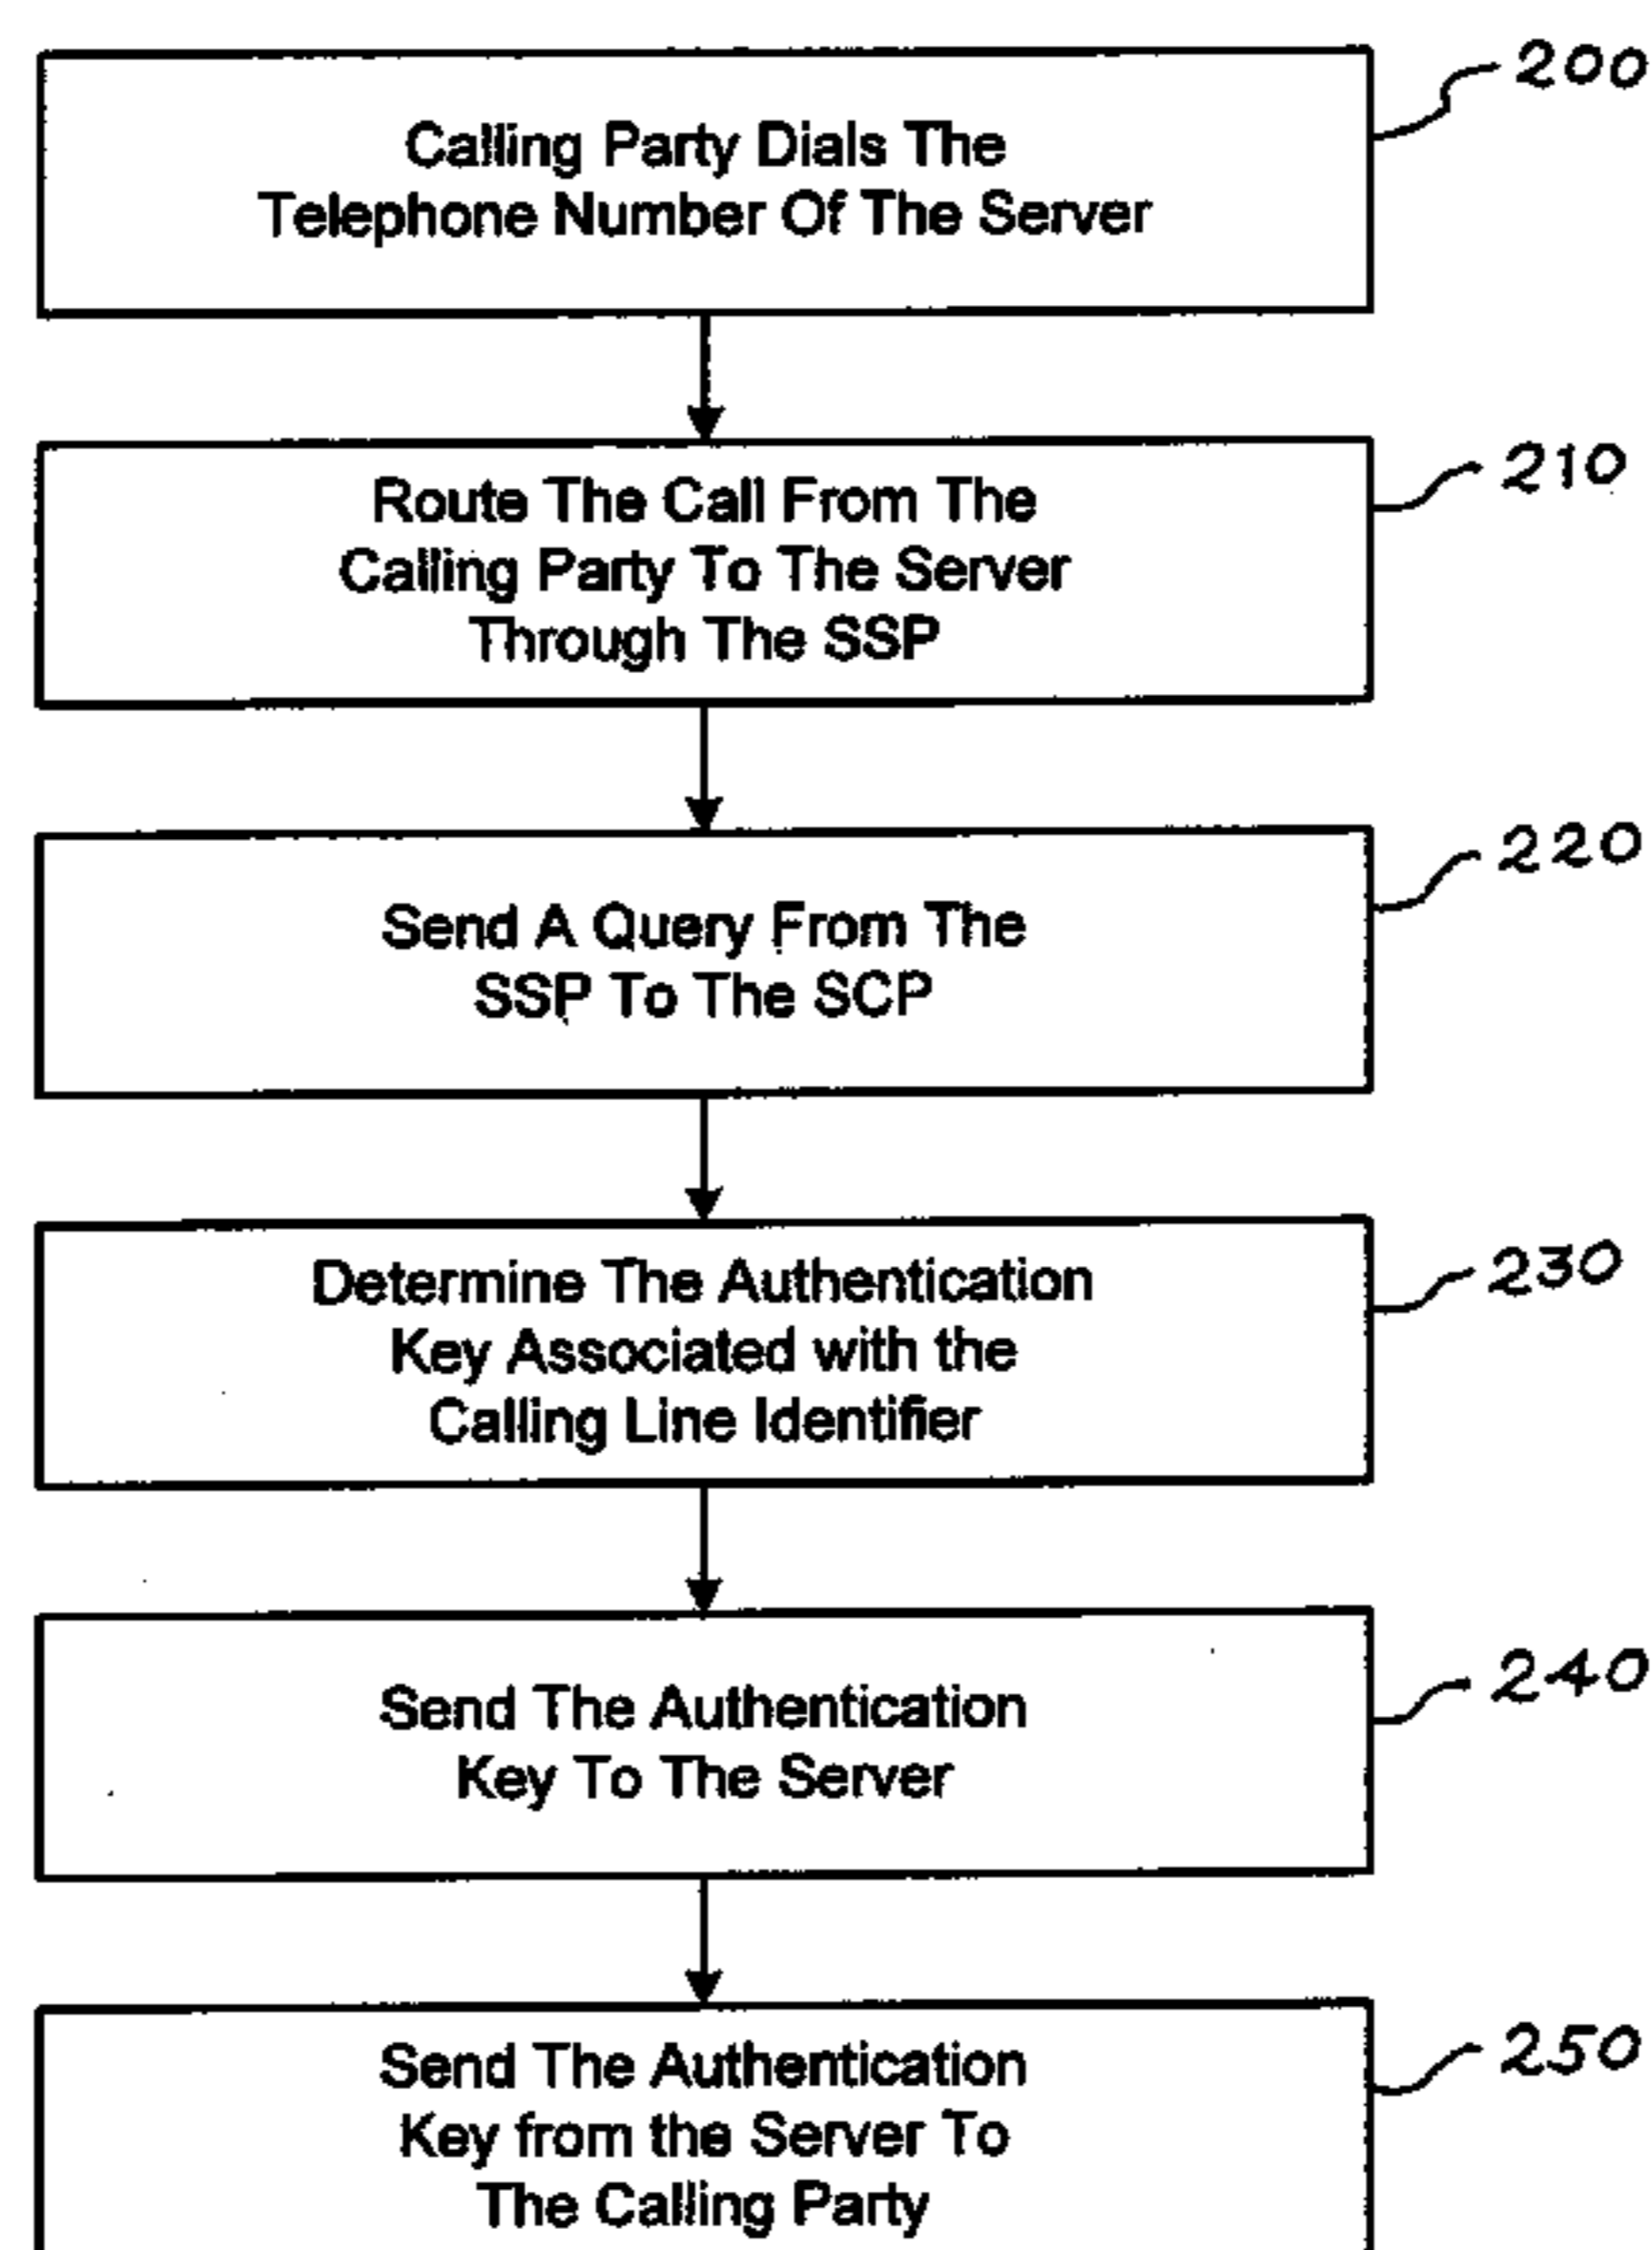 200
Calling Party Dials The
Telephone Number Of The Server
210
Route The Call From The
Calling Party To The Server
Through The SSP
220
Send A Query From The
SSP To The SCP
230
Determine The Authentication
Key Associated with the
Calling Line Identifier
240
Send The Authentication
Key To The Server
250
Send The Authentication
Key from the Server To
The Calling Party